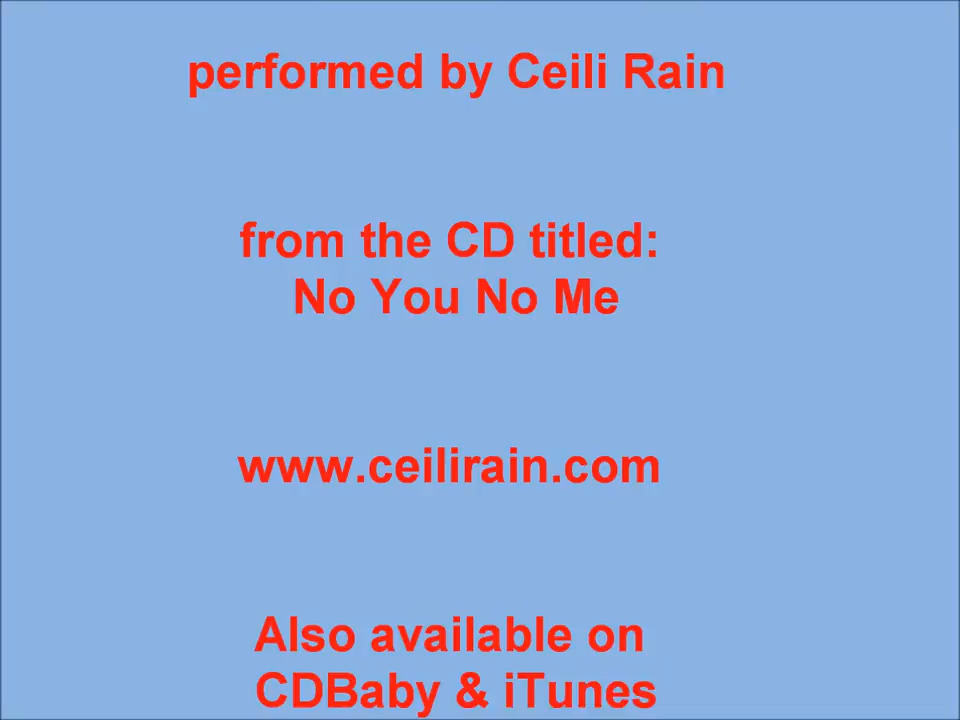 performed by Ceili Rain
from the CD titled:
No You No Me
www.ceilirain.com
Also available on
CDBaby & iTunes